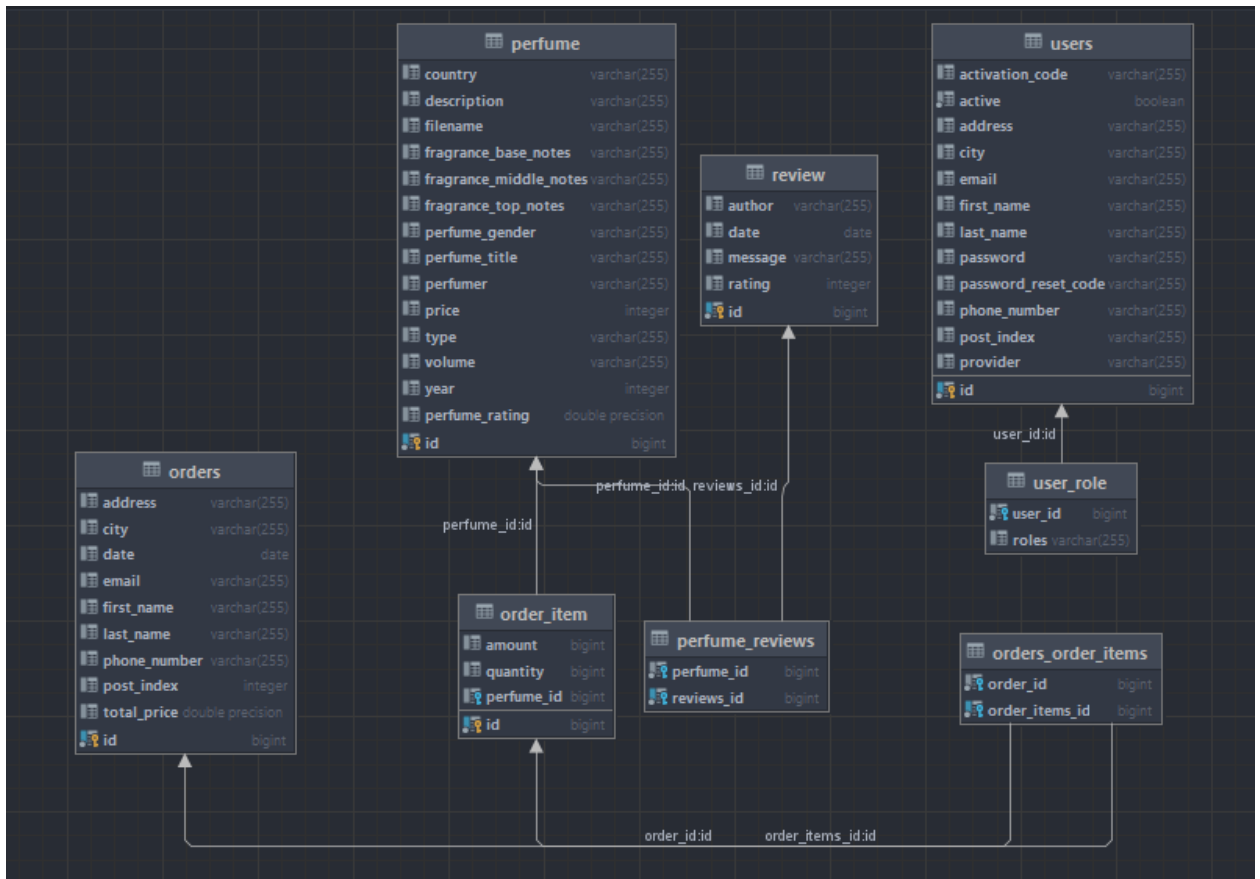 perfume
country varchar(255)
description varchar(255)
filename varchar(255)
fragrance_base_notes varchar(255)
fragrance_middle_notes varchar(255)
fragrance_top_notes varchar(255)
perfume_gender varchar(255)
perfume_title varchar(255)
perfumer varchar(255)
price integer
type varchar(255)
volume varchar(255)
year integer
perfume_rating double precision
id bigint
users
activation_code varchar(255)
active boolean
address varchar(255)
city varchar(255)
email varchar(255)
first_name varchar(255)
last_name varchar(255)
password varchar(255)
password_reset_code varchar(255)
phone_number varchar(255)
post_index varchar(255)
provider varchar(255)
id bigint
review
author varchar(255)
date date
message varchar(255)
rating integer
id bigint
user_id:id
user_role
user_id bigint
roles varchar(255)
orders
address varchar(255)
city varchar(255)
date date
email varchar(255)
first_name varchar(255)
last_name varchar(255)
phone_number varchar(255)
post_index integer
total_price double precision
id bigint
perfume_id:id
perfume_id:id
reviews_id:id
order_item
amount bigint
quantity bigint
perfume_id bigint
id bigint
perfume_reviews
perfume_id bigint
reviews_id bigint
orders_order_items
order_id bigint
order_items_id bigint
order_id:id
order_items_id:id